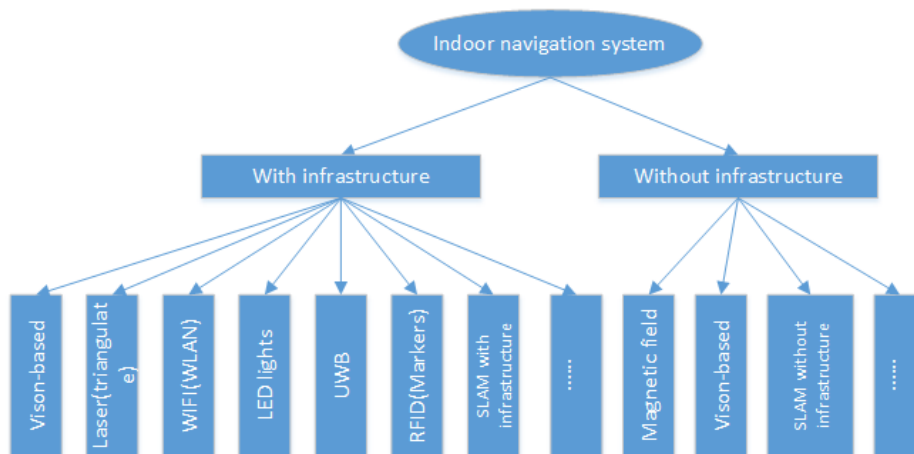 Indoor navigation system
With infrastructure
Without infrastructure
Vison-based
Laser(triangulat
e)
WIFI(WLAN)
LED lights
UWB
RFID(Markers)
SLAM with
infrastructure
......
Magnetic field
Vison-based
SLAM without
infrastructure
......